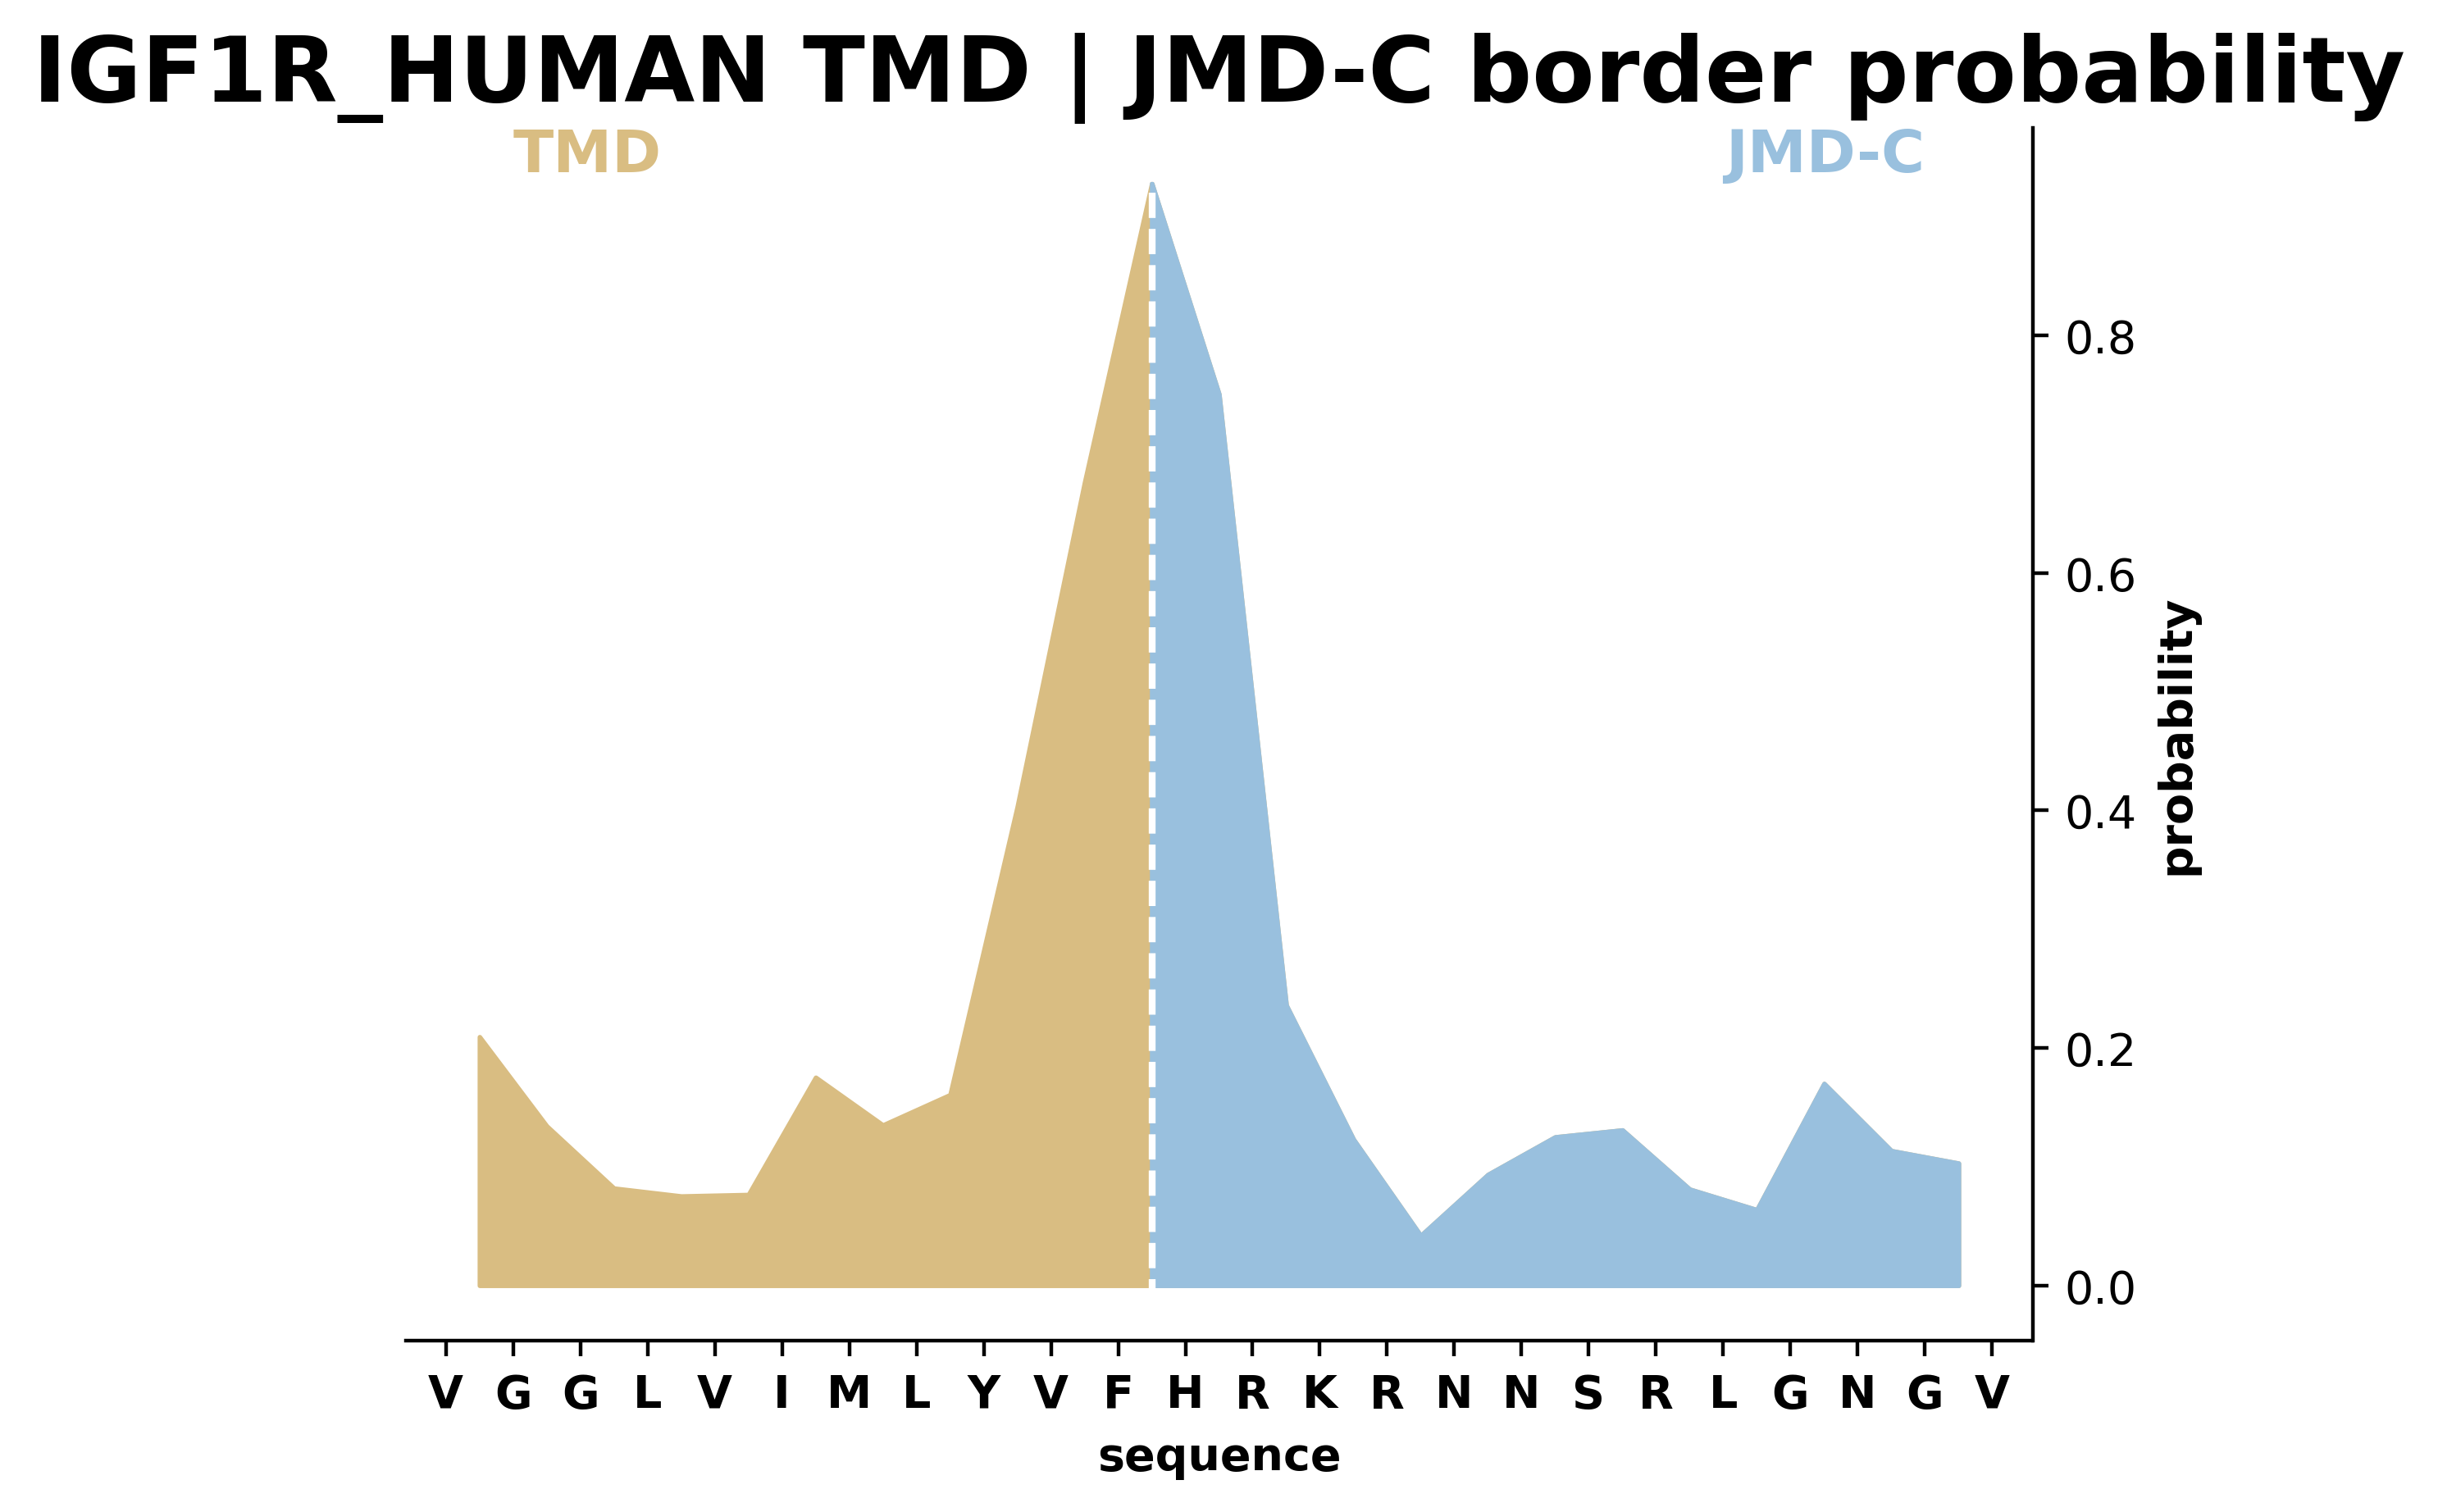 IGF1R_HUMAN TMD | JMD-C border probability
TMD JMD-C
0.8
0.6
0.4
0.2
0.0
probability
V G G L V I M L Y V F H R K R N N S R L G N G V
sequence